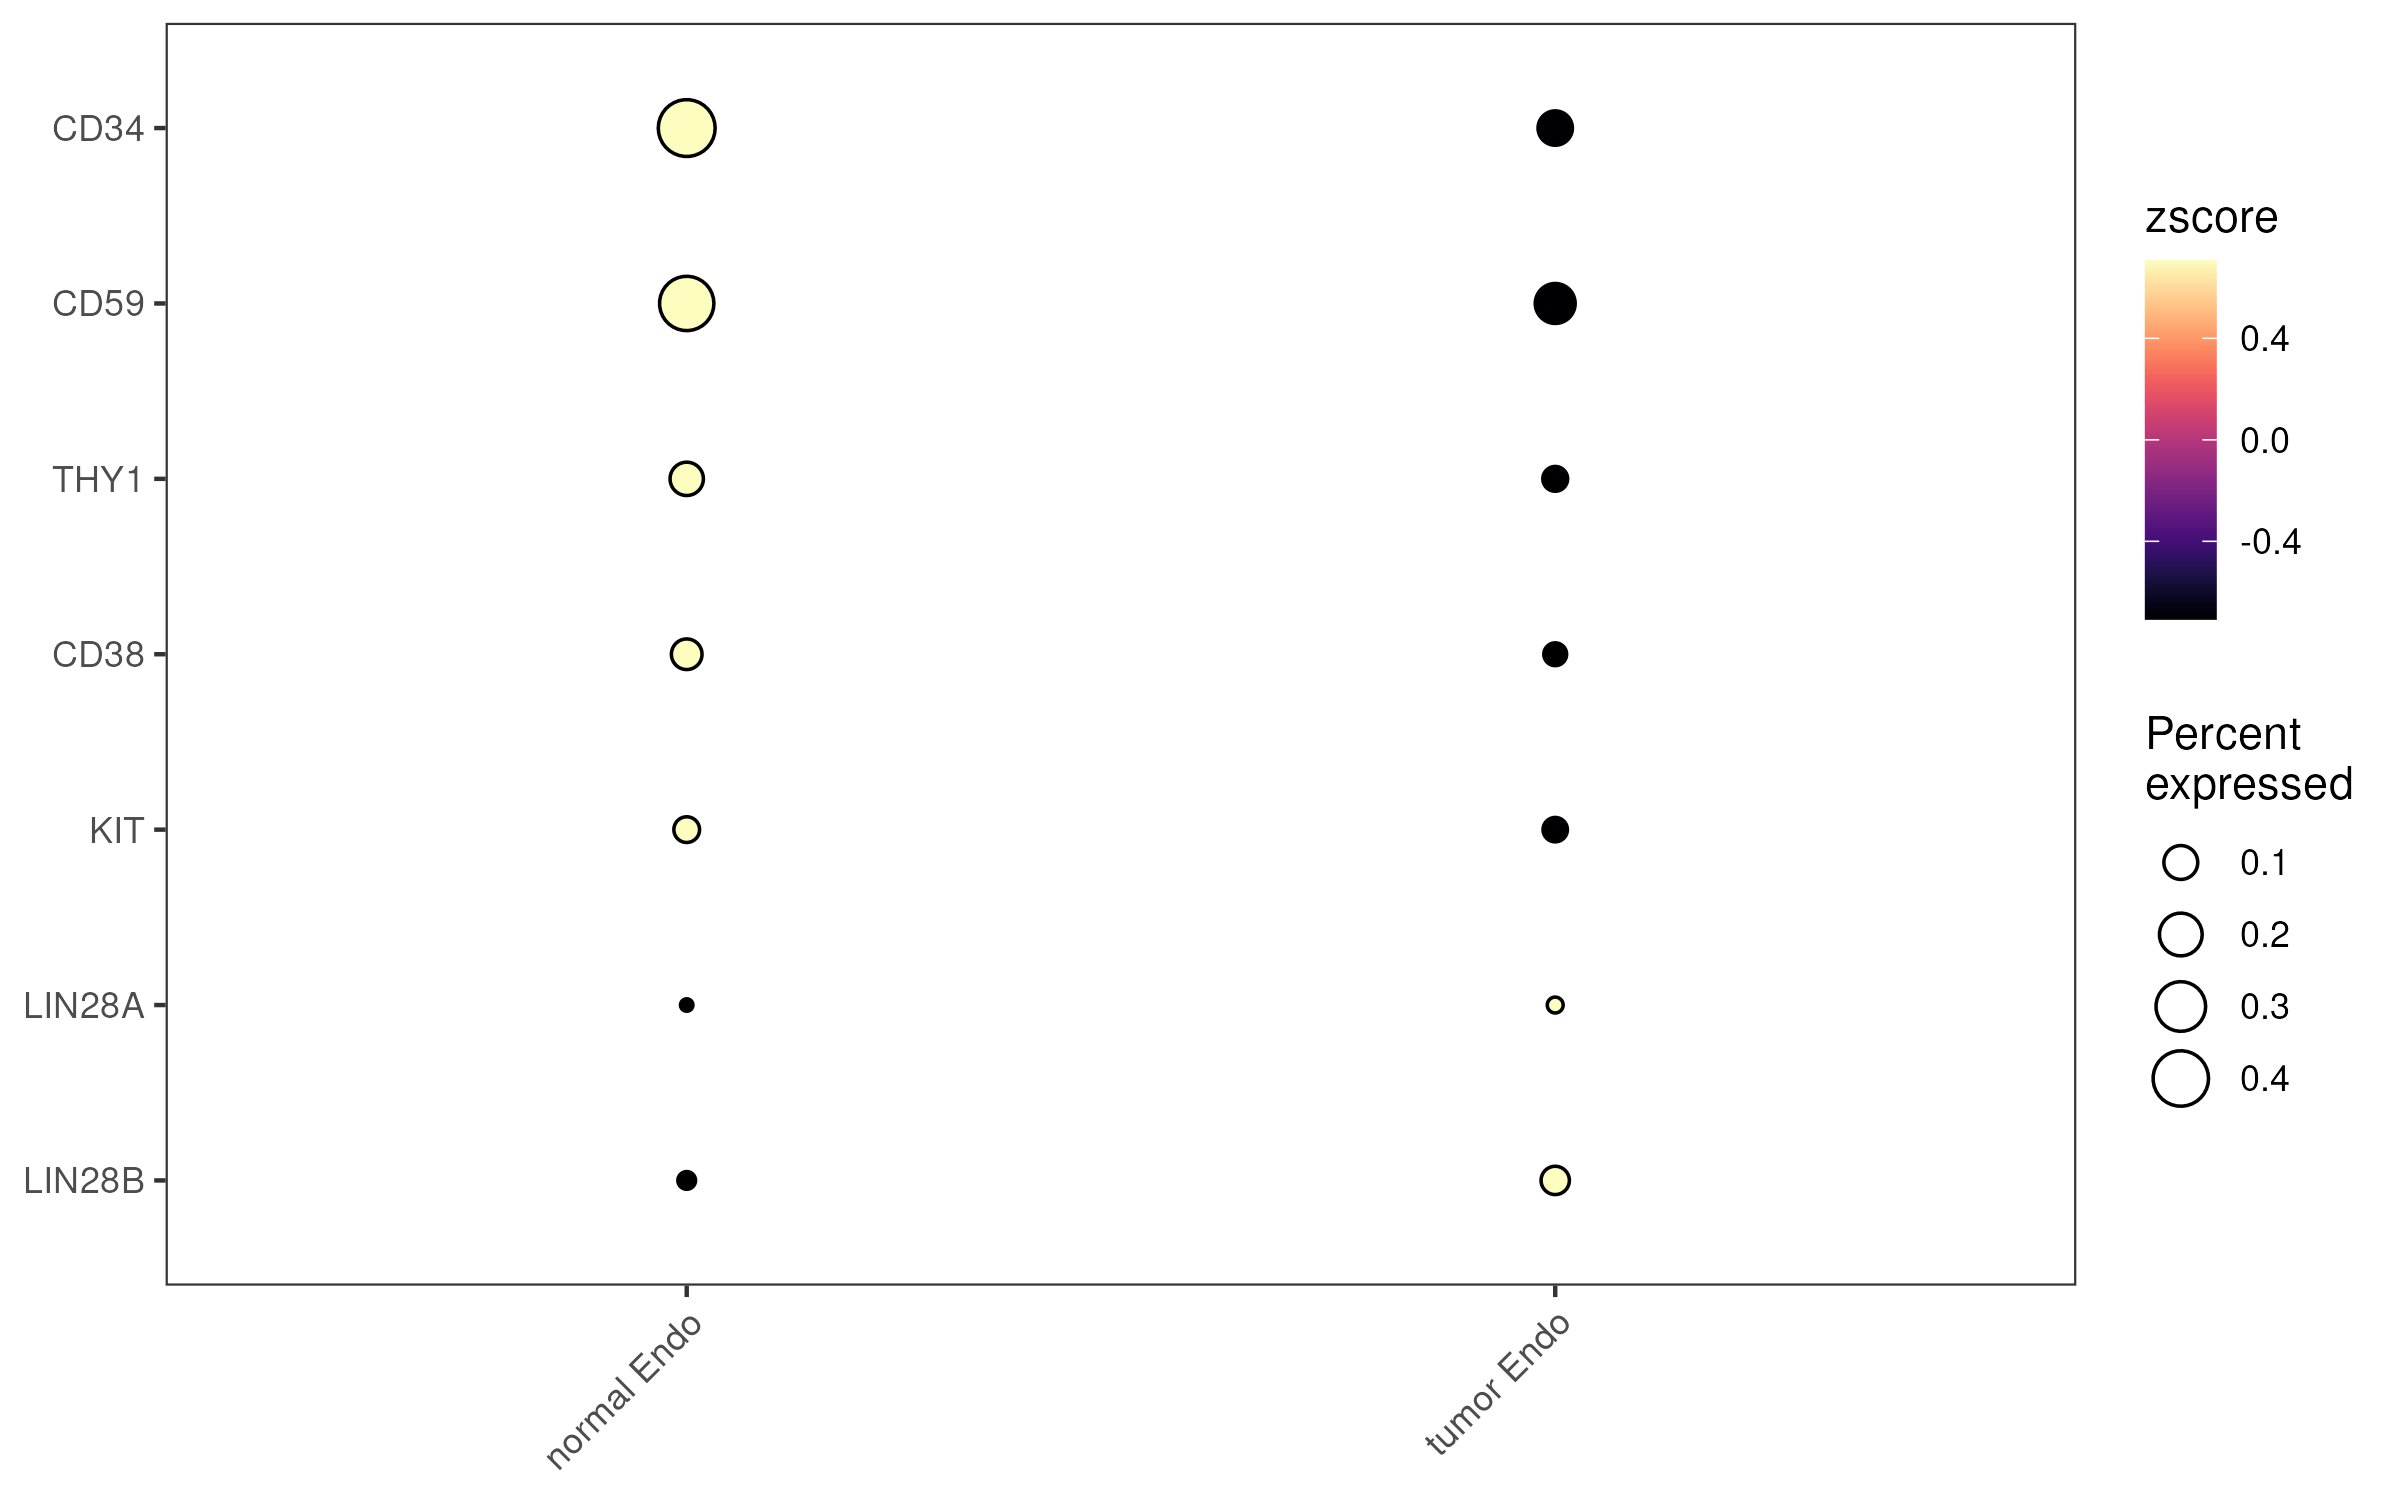 CD34
CD59
THY1
CD38
KIT
LIN28A
LIN28B
normal Endo
tumor Endo
zscore
0.4
0.0
-0.4
Percent
expressed
0.1
0.2
0.3
0.4